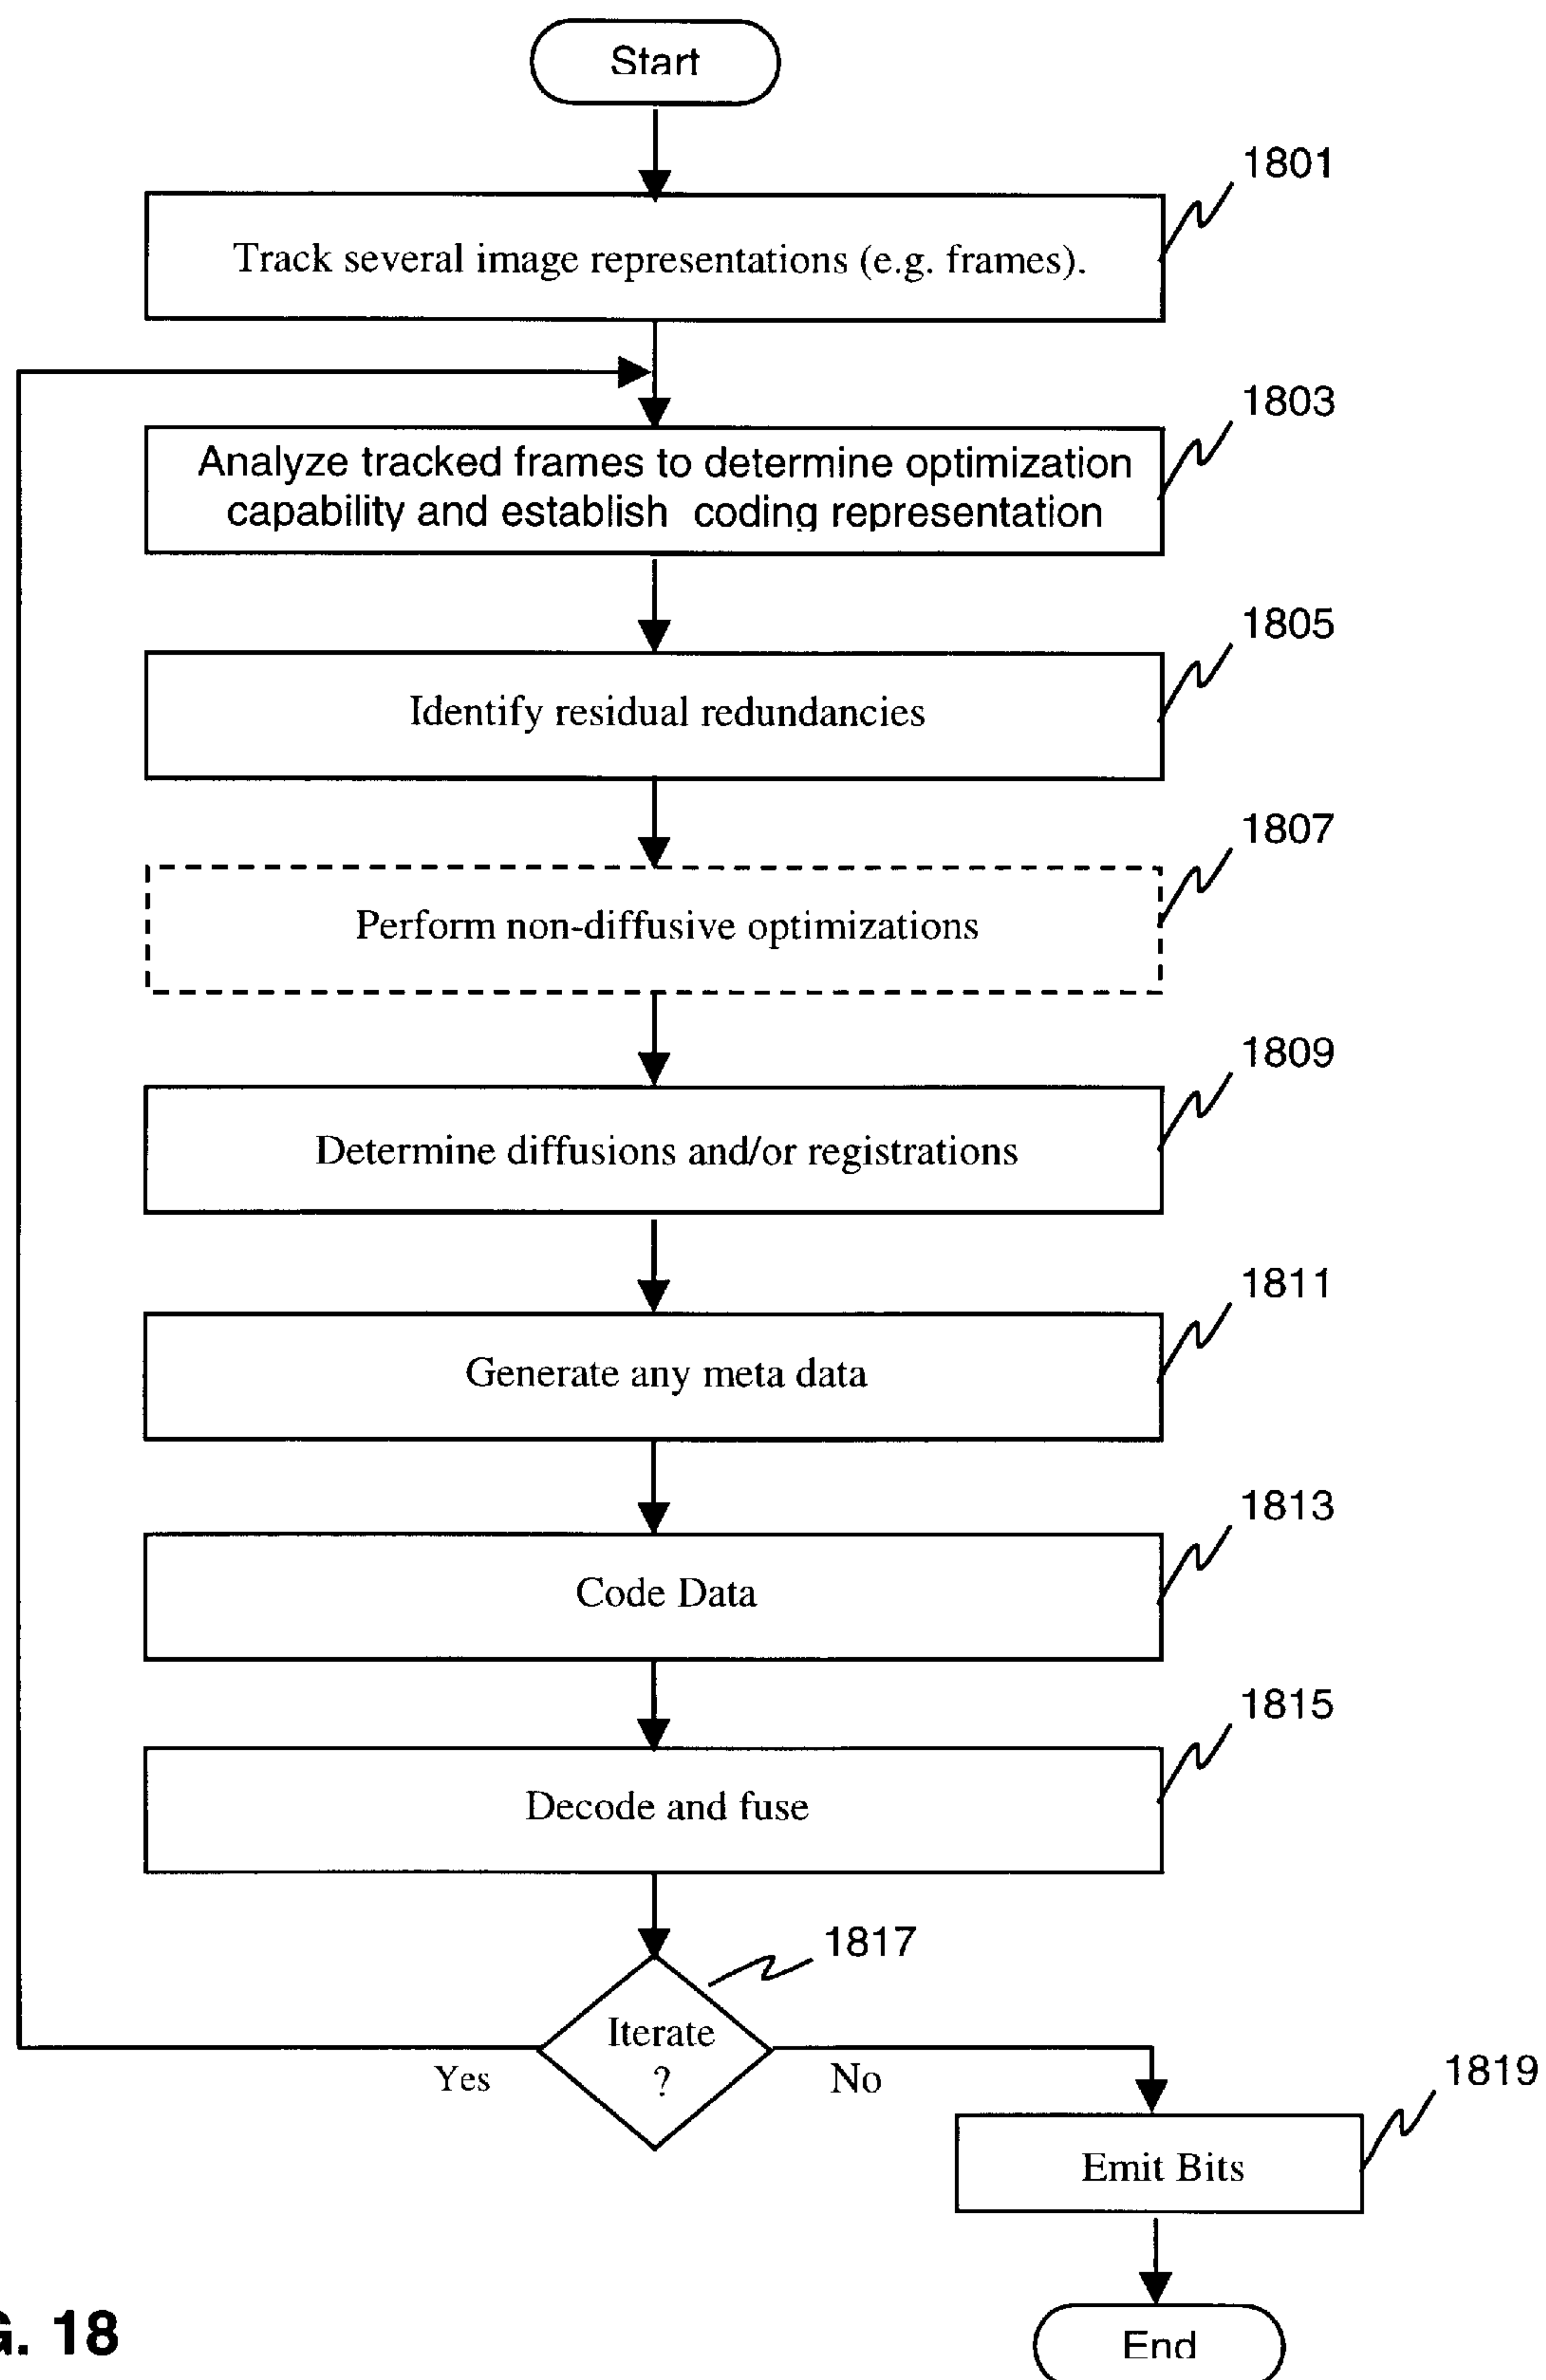 Start
1801
Track several image representations (e.g. frames).
1803
Analyze tracked frames to determine optimization
capability and establish coding representation
1805
Identify residual redundancies
1807
Perform non-diffusive optimizations
1809
Determine diffusions and/or registrations
1811
Generate any meta data
1813
Code Data
1815
Decode and fuse
1817
Iterate
?
Yes
No
1819
Emit Bits
End
G. 18